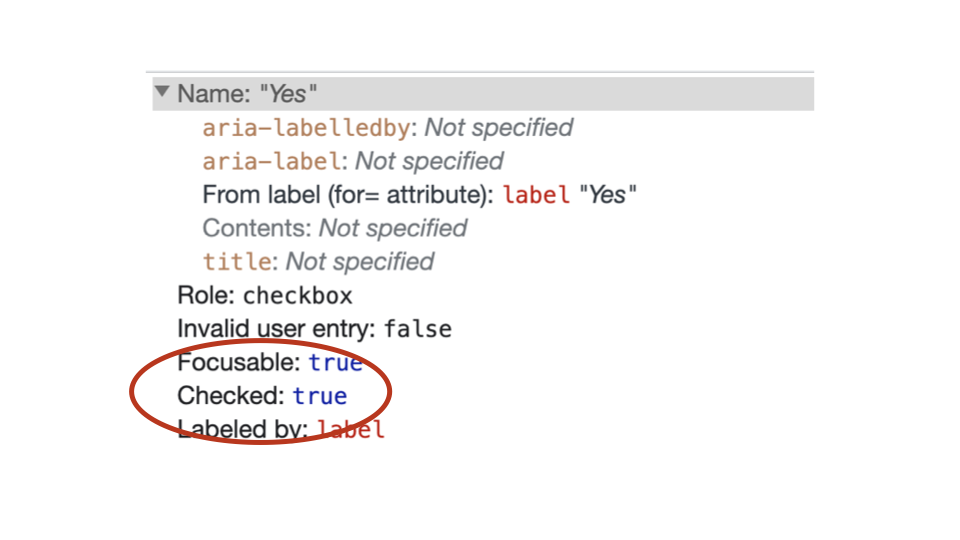 Name: "Yes"
aria-labelledby: Not specified
aria-label: Not specified
From label (for= attribute): label "Yes"
Contents: Not specified
title: Not specified
Role: checkbox
Invalid user entry: false
Focusable: true
Checked: true
Labeled by: label